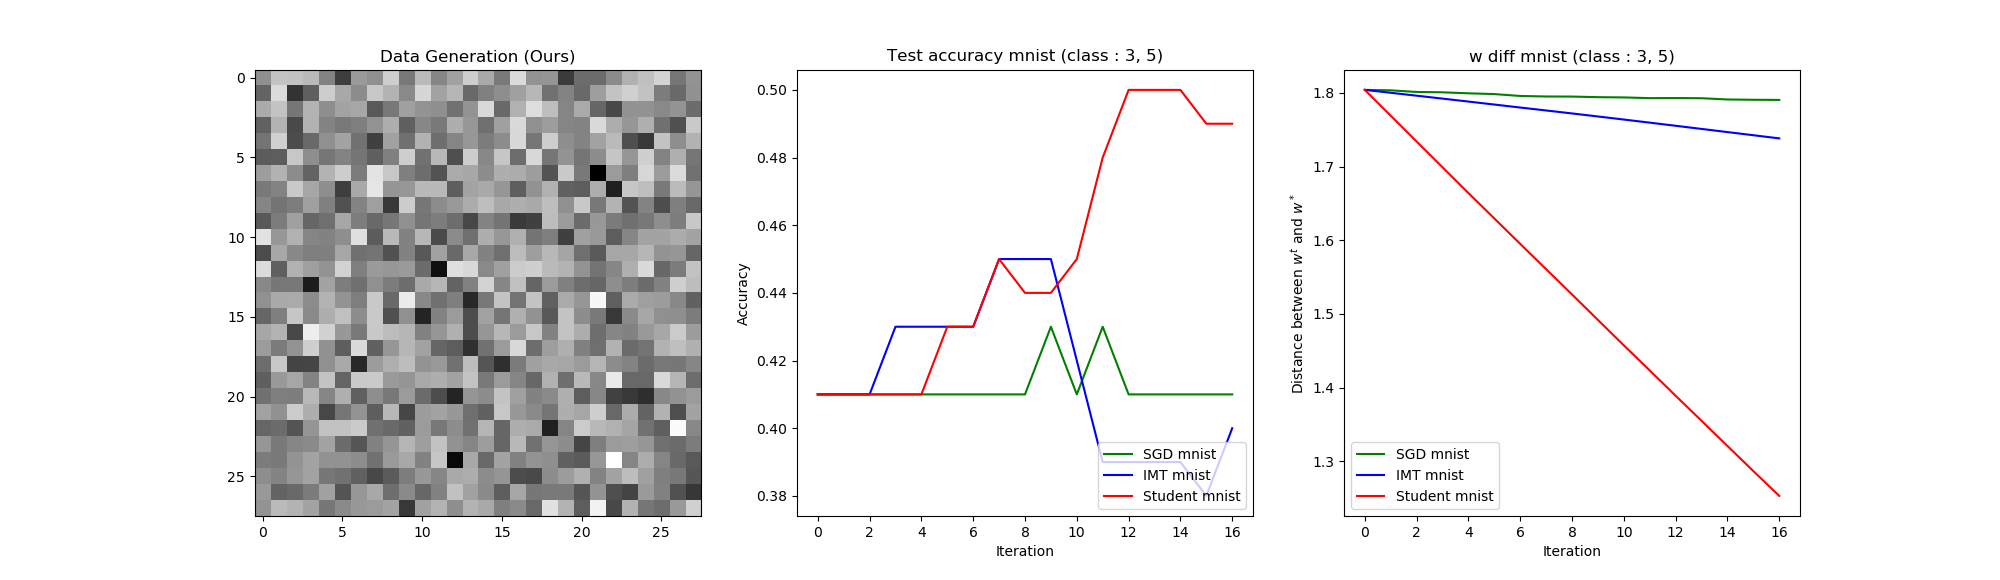 Data Generation (Ours)
0
5
10
15
20
25
0 5 10 15 20 25
Test accuracy mnist (class : 3, 5)
Accuracy
0.50
0.48
0.46
0.44
0.42
0.40
0.38
SGD mnist
IMT mnist
Student mnist
0 2 4 6 8 10 12 14 16
Iteration
w diff mnist (class : 3, 5)
Distance between w^t and w^*
1.8
1.7
1.6
1.5
1.4
1.3
SGD mnist
IMT mnist
Student mnist
0 2 4 6 8 10 12 14 16
Iteration